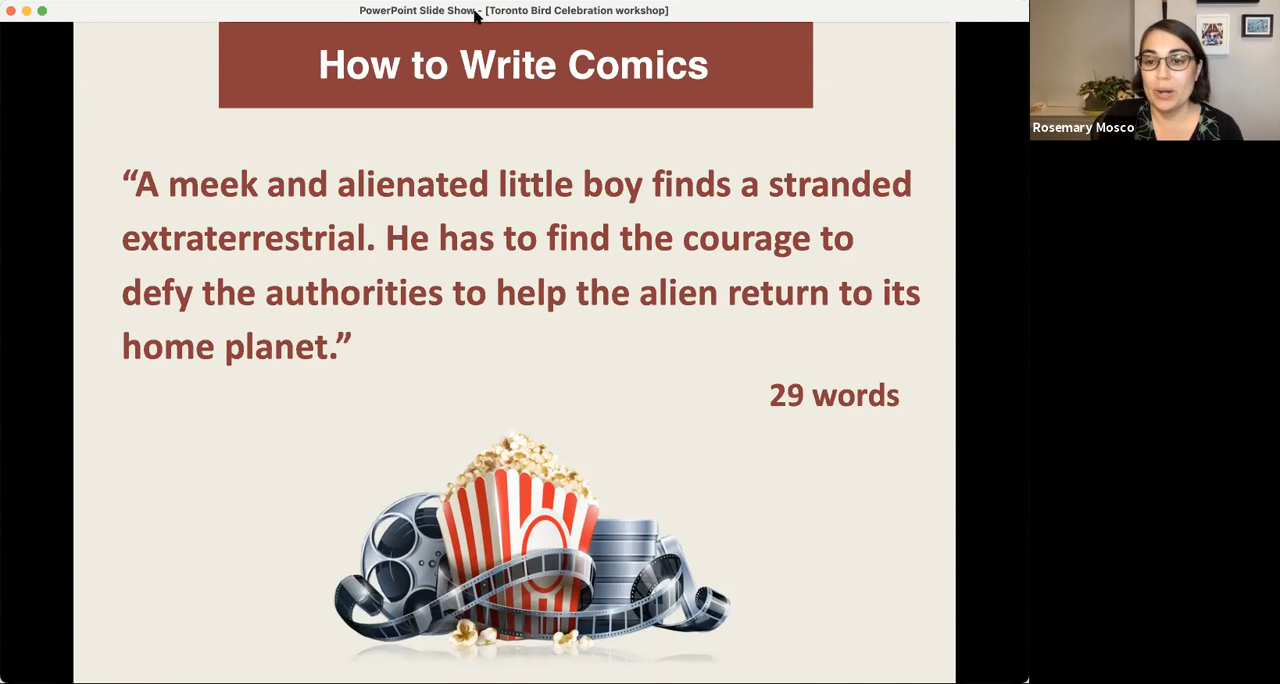 PowerPoint Slide Show - [Toronto Bird Celebration workshop]
How to Write Comics
“A meek and alienated little boy finds a stranded
extraterrestrial. He has to find the courage to
defy the authorities to help the alien return to its
home planet.”
29 words
Rosemary Mosco